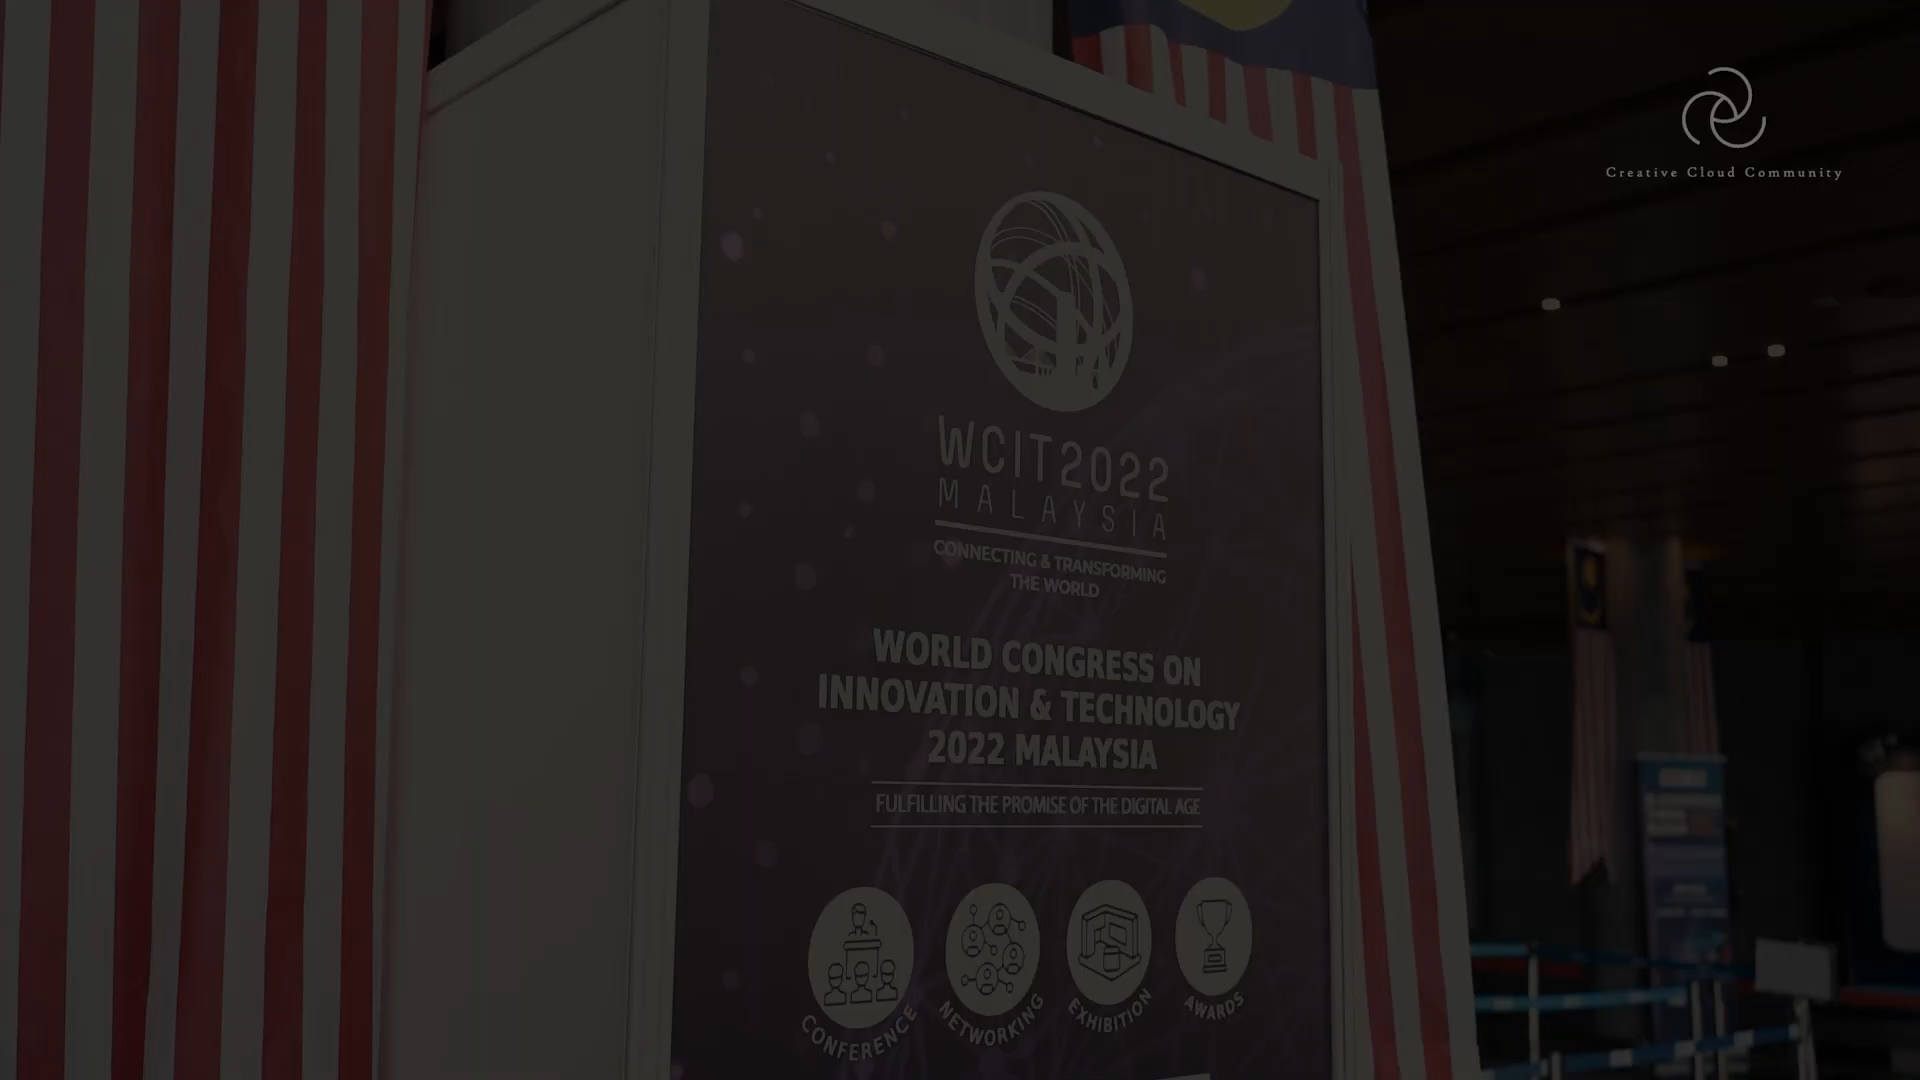 Creative Cloud Community
WCIT2022
MALAYSIA
CONNECTING & TRANSFORMING
THE WORLD
WORLD CONGRESS ON
INNOVATION & TECHNOLOGY
2022 MALAYSIA
FULFILLING THE PROMISE OF THE DIGITAL AGE
CONFERENCE
NETWORKING
EXHIBITION
AWARDS